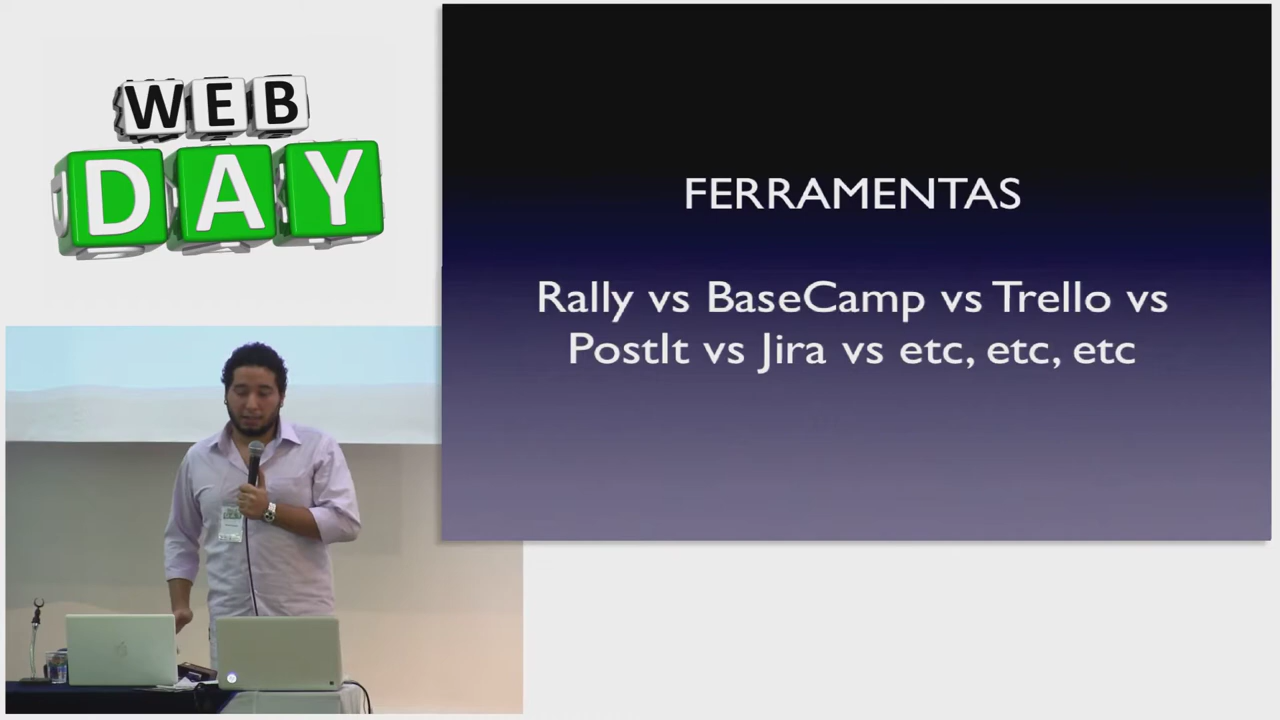 WEB
DAY
FERRAMENTAS
Rally vs BaseCamp vs Trello vs
PostIt vs Jira vs etc, etc, etc